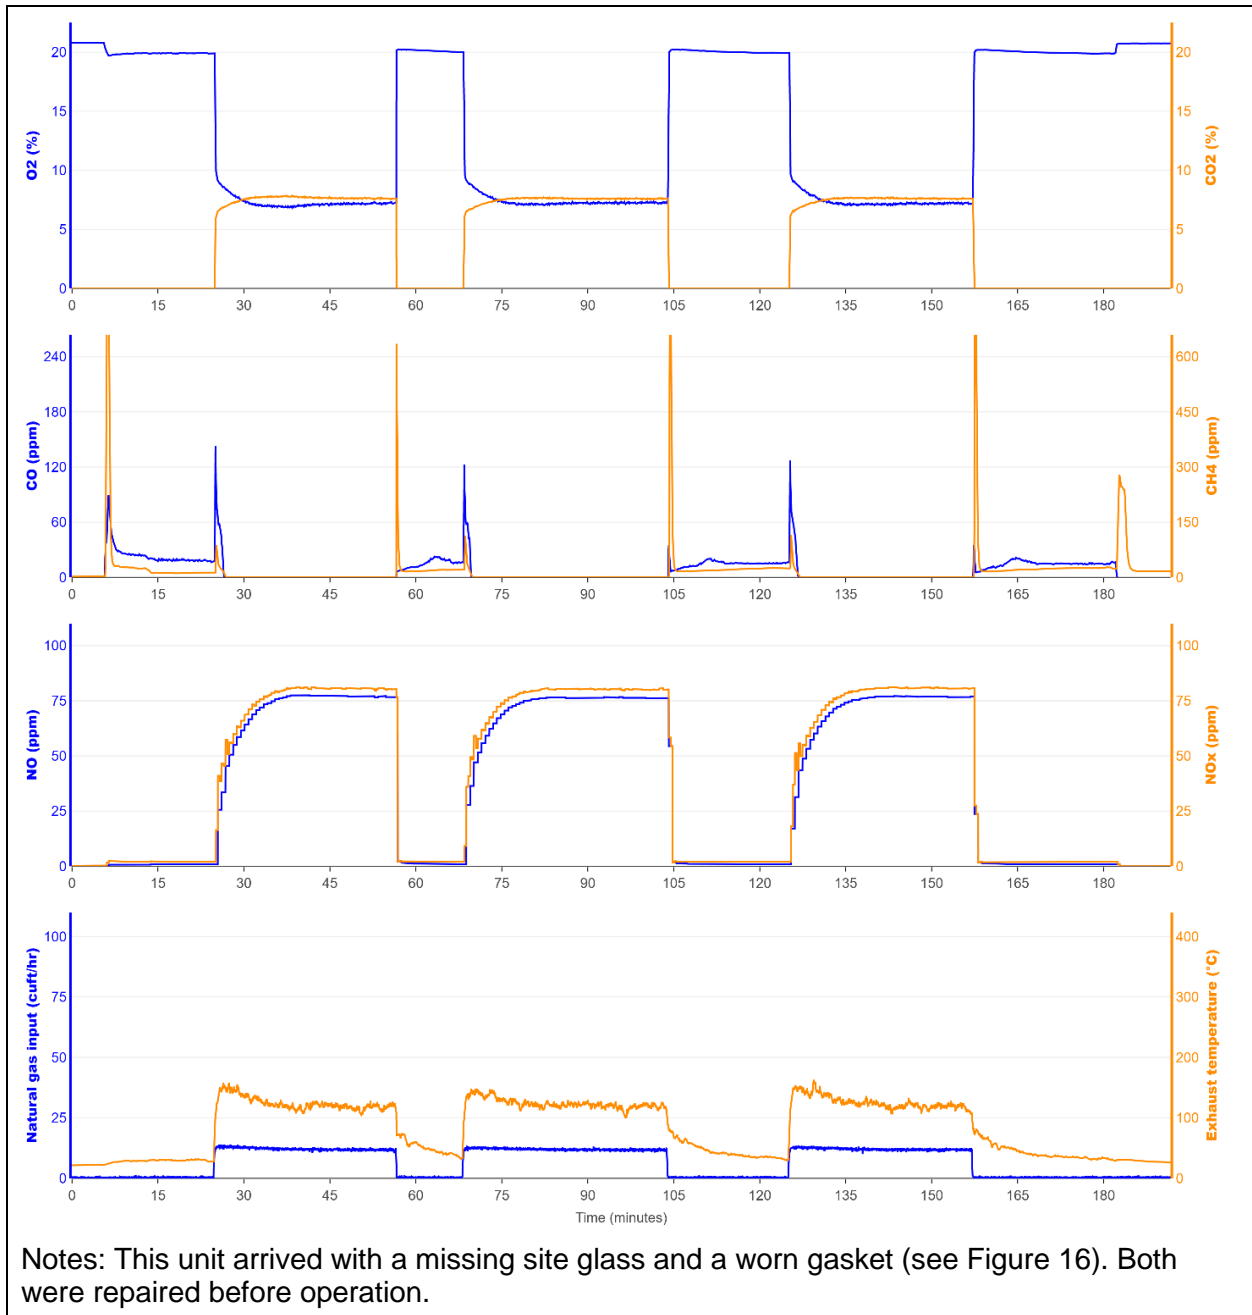 O2 (%)
CO2 (%)
20
15
10
5
0
20
15
10
5
0
0 15 30 45 60 75 90 105 120 135 150 165 180
CO (ppm)
CH4 (ppm)
240
180
120
60
0
600
450
300
150
0
0 15 30 45 60 75 90 105 120 135 150 165 180
NO (ppm)
NOx (ppm)
100
75
50
25
0
100
75
50
25
0
0 15 30 45 60 75 90 105 120 135 150 165 180
Natural gas input (cuft/hr)
Exhaust temperature (°C)
100
75
50
25
0
400
300
200
100
0
0 15 30 45 60 75 90 105 120 135 150 165 180
Time (minutes)
Notes: This unit arrived with a missing site glass and a worn gasket (see Figure 16). Both
were repaired before operation.